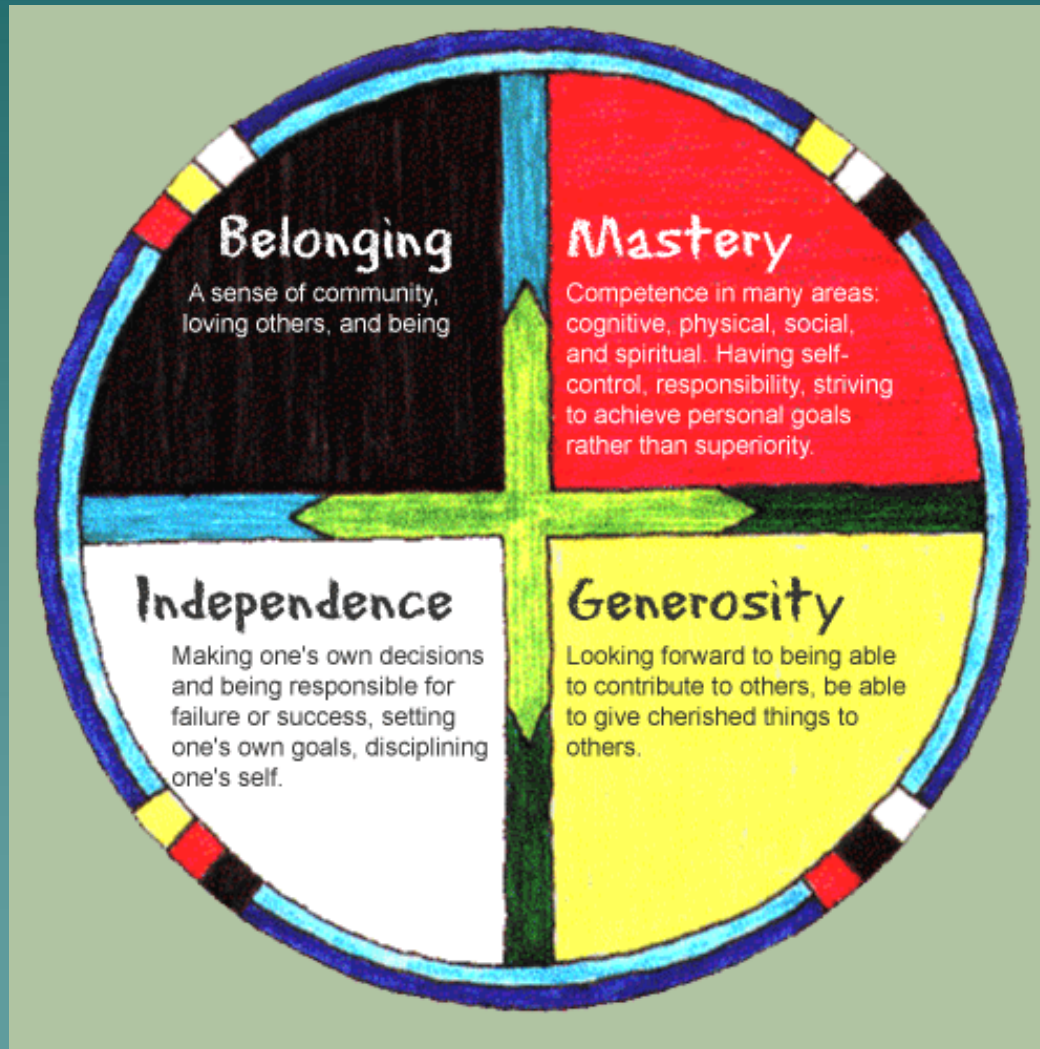 Belonging
A sense of community,
loving others, and being
Mastery
Competence in many areas:
cognitive, physical, social,
and spiritual. Having self-
control, responsibility, striving
to achieve personal goals
rather than superiority.
Independence
Making one's own decisions
and being responsible for
failure or success, setting
one's own goals, disciplining
one's self.
Generosity
Looking forward to being able
to contribute to others, be able
to give cherished things to
others.